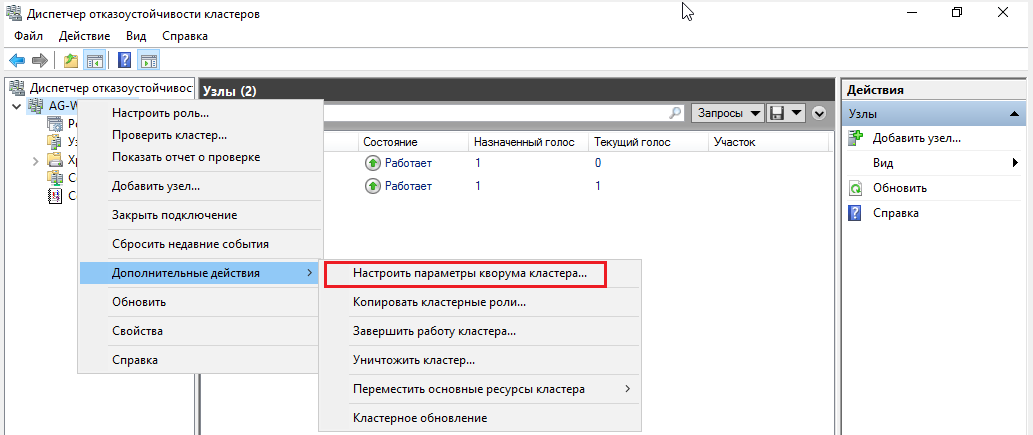 Диспетчер отказоустойчивости кластеров
Файл Действие Вид Справка
Диспетчер отказоустойчивост
AG-W
Узлы (2)
Запросы
Состояние Назначенный голос Текущий голос Участок
Работает 1 0
Работает 1 1
Настроить роль...
Проверить кластер...
Показать отчет о проверке
Добавить узел...
Закрыть подключение
Сбросить недавние события
Дополнительные действия
Обновить
Свойства
Справка
Настроить параметры кворума кластера...
Копировать кластерные роли...
Завершить работу кластера...
Уничтожить кластер...
Переместить основные ресурсы кластера
Кластерное обновление
Действия
Узлы
Добавить узел...
Вид
Обновить
Справка